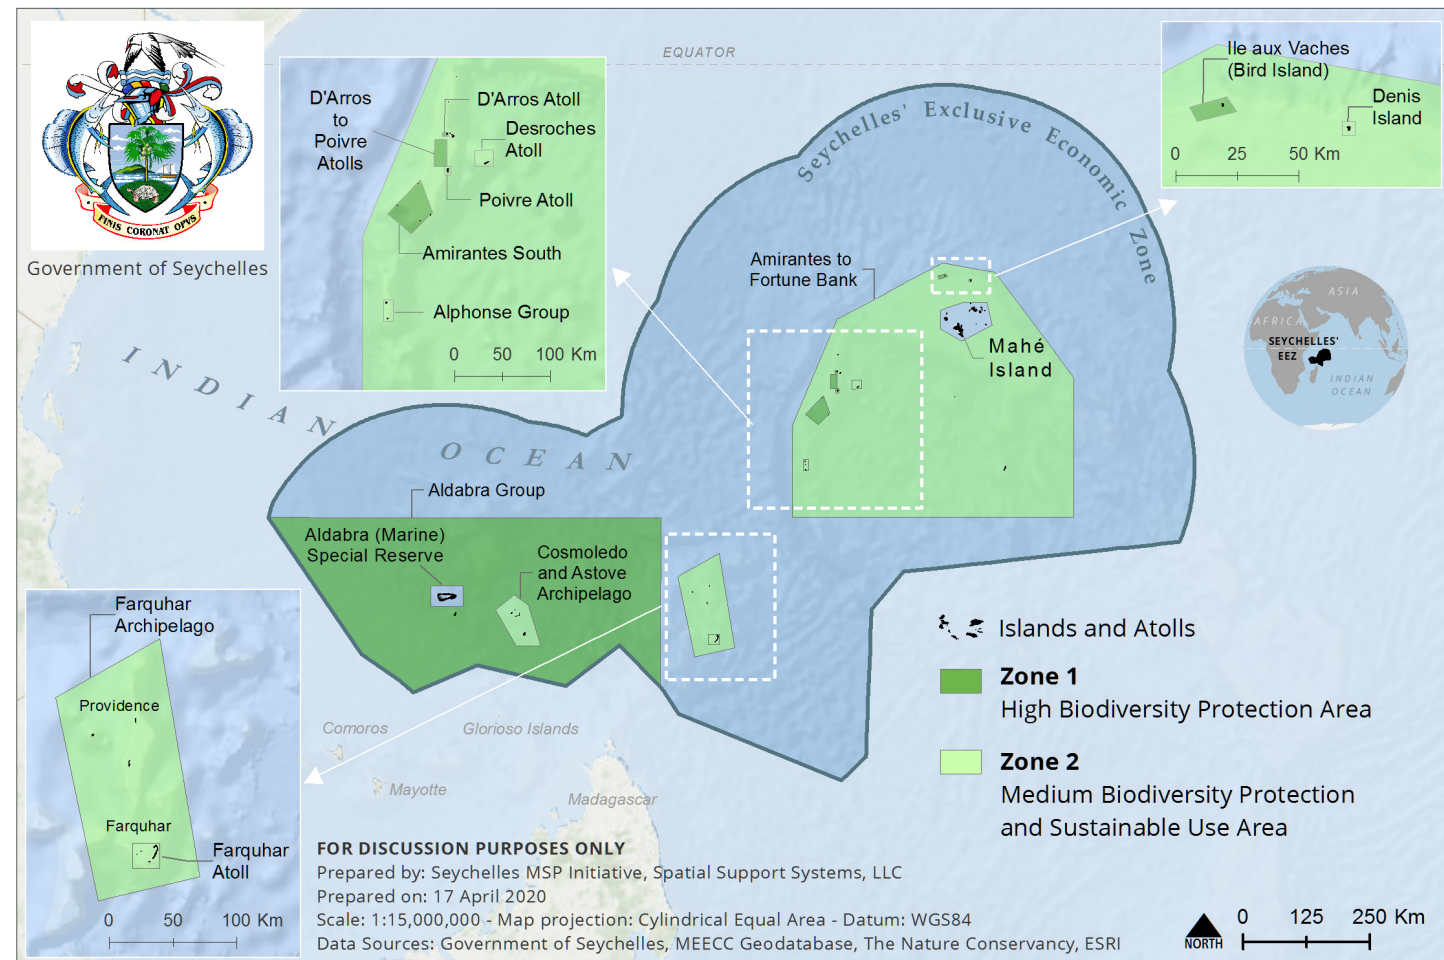 EQUATOR
FINIS CORONAT OPVS
Government of Seychelles
D'Arros
to
Poivre
Atolls
D'Arros Atoll
Desroches
Atoll
Poivre Atoll
Amirantes South
Alphonse Group
0 50 100 Km
Seychelles' Exclusive Economic Zone
Ile aux Vaches
(Bird Island)
Denis
Island
0 25 50 Km
Amirantes to
Fortune Bank
Mahé
Island
ASIA
AFRICA
SEYCHELLES'
EEZ
INDIAN
OCEAN
INDIAN
OCEAN
Aldabra Group
Aldabra (Marine)
Special Reserve
Cosmoledo
and Astove
Archipelago
Farquhar
Archipelago
Providence
Farquhar
Farquhar
Atoll
0 50 100 Km
Comoros
Glorioso Islands
Mayotte
Madagascar
Islands and Atolls
Zone 1
High Biodiversity Protection Area
Zone 2
Medium Biodiversity Protection
and Sustainable Use Area
FOR DISCUSSION PURPOSES ONLY
Prepared by: Seychelles MSP Initiative, Spatial Support Systems, LLC
Prepared on: 17 April 2020
Scale: 1:15,000,000 - Map projection: Cylindrical Equal Area - Datum: WGS84
Data Sources: Government of Seychelles, MEECC Geodatabase, The Nature Conservancy, ESRI
NORTH
0 125 250 Km